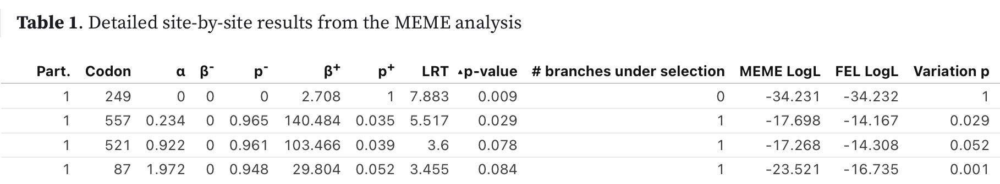 Table 1. Detailed site-by-site results from the MEME analysis
Part. Codon α β⁻ p⁻ β⁺ p⁺ LRT ▲p-value # branches under selection MEME LogL FEL LogL Variation p
1 249 0 0 0 2.708 1 7.883 0.009 0 -34.231 -34.232 1
1 557 0.234 0 0.965 140.484 0.035 5.517 0.029 1 -17.698 -14.167 0.029
1 521 0.922 0 0.961 103.466 0.039 3.6 0.078 1 -17.268 -14.308 0.052
1 87 1.972 0 0.948 29.804 0.052 3.455 0.084 1 -23.521 -16.735 0.001